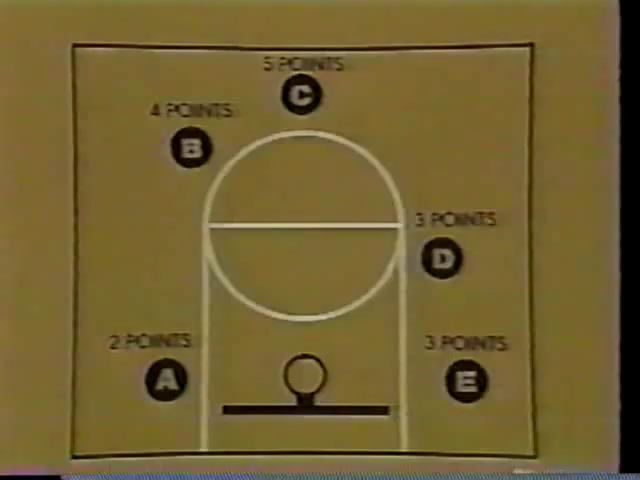 5 POINTS
C
4 POINTS
B
3 POINTS
D
2 POINTS
A
3 POINTS
E